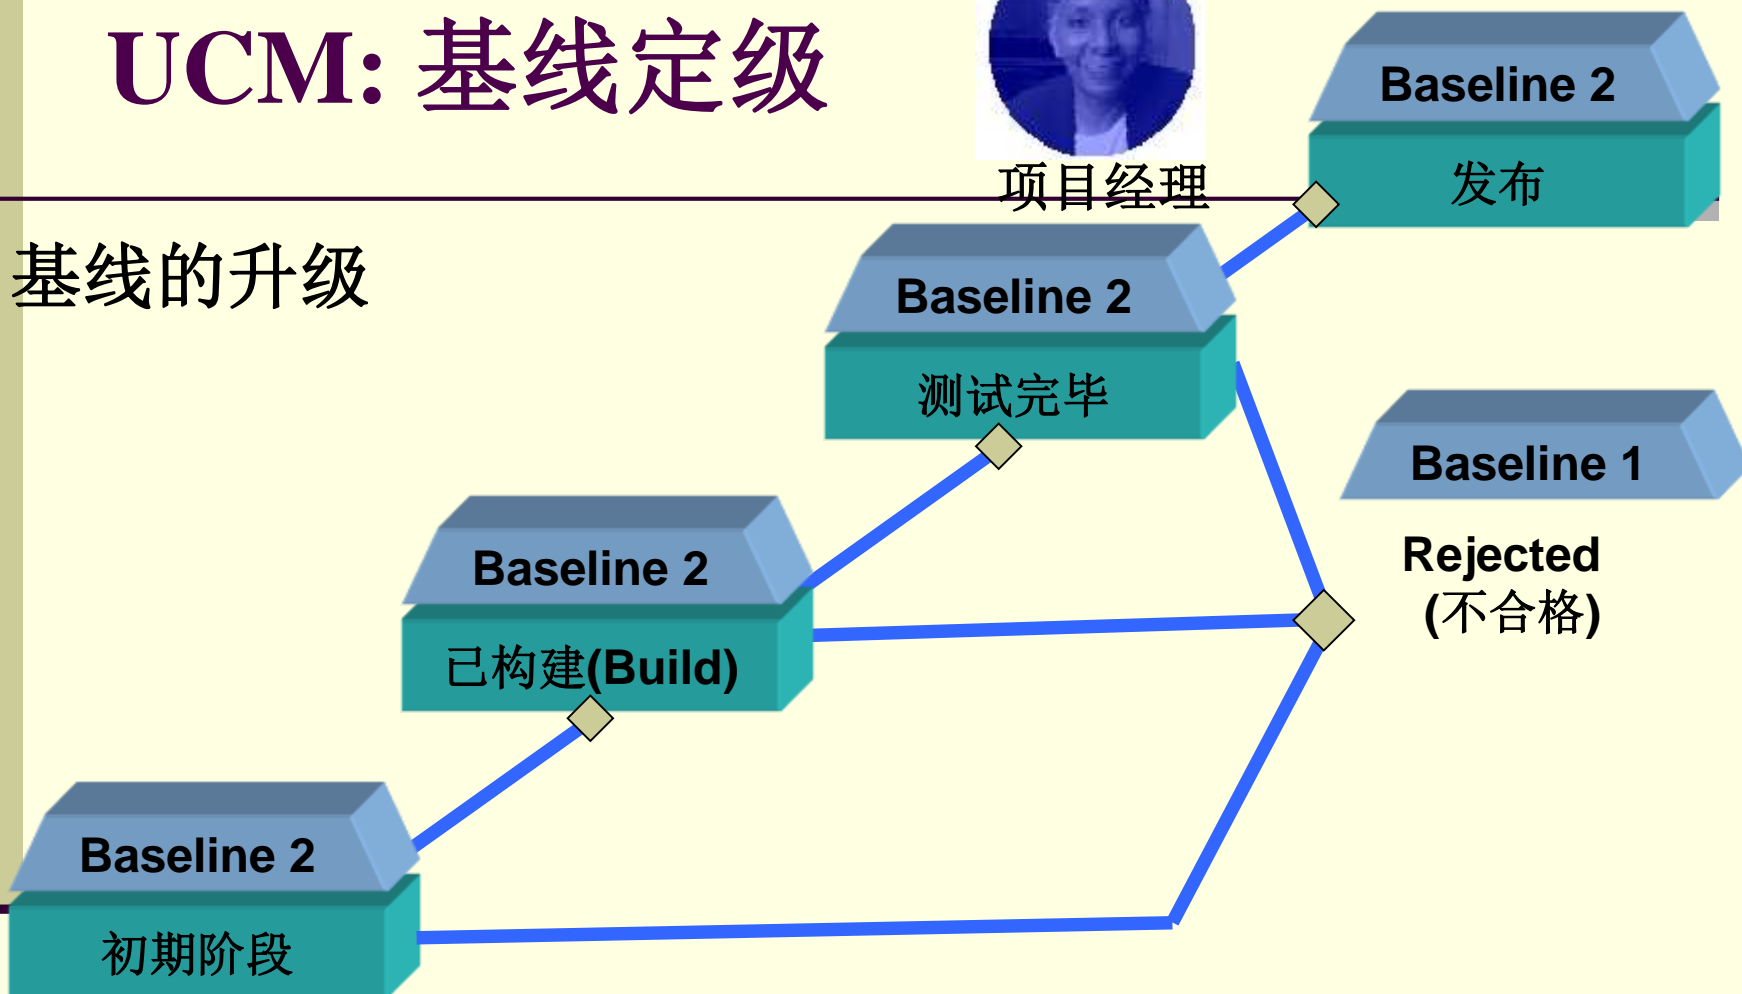 UCM: 基线定级
项目经理
Baseline 2
发布
基线的升级
Baseline 2
测试完毕
Baseline 1
Rejected
(不合格)
Baseline 2
已构建(Build)
Baseline 2
初期阶段